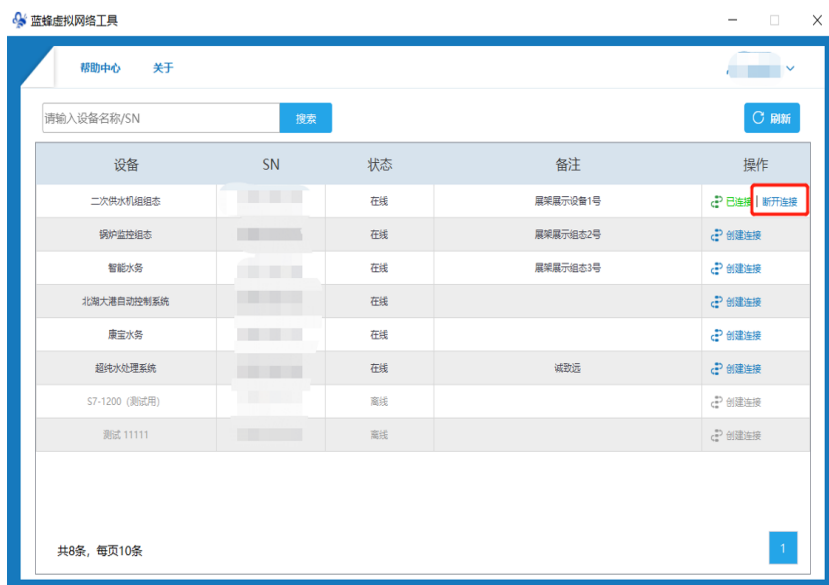 蓝蜂虚拟网络工具
帮助中心 关于
请输入设备名称/SN 搜索 刷新
设备 SN 状态 备注 操作
二次供水机组组态 在线 展架展示设备1号 已连接 | 断开连接
锅炉监控组态 在线 展架展示组态2号 创建连接
智能水务 在线 展架展示组态3号 创建连接
北湖大港自动控制系统 在线 创建连接
康宝水务 在线 创建连接
超纯水处理系统 在线 诚致远 创建连接
S7-1200（测试用） 离线 创建连接
测试 11111 离线 创建连接
共8条，每页10条 1